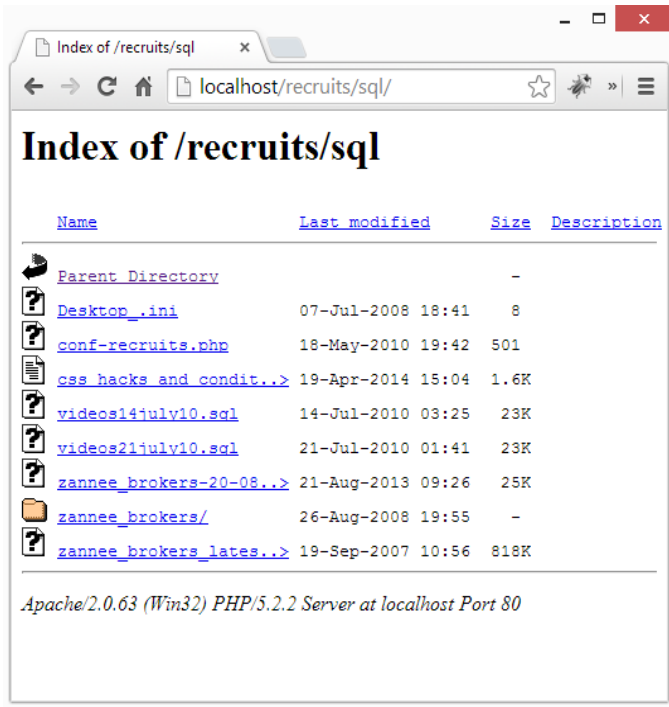 Index of /recruits/sql
localhost/recruits/sql/
Index of /recruits/sql
Name Last modified Size Description
Parent Directory -
Desktop_.ini 07-Jul-2008 18:41 8
conf-recruits.php 18-May-2010 19:42 501
css hacks and condit..> 19-Apr-2014 15:04 1.6K
videos14july10.sql 14-Jul-2010 03:25 23K
videos21july10.sql 21-Jul-2010 01:41 23K
zannee_brokers-20-08..> 21-Aug-2013 09:26 25K
zannee_brokers/ 26-Aug-2008 19:55 -
zannee_brokers_lates..> 19-Sep-2007 10:56 818K
Apache/2.0.63 (Win32) PHP/5.2.2 Server at localhost Port 80